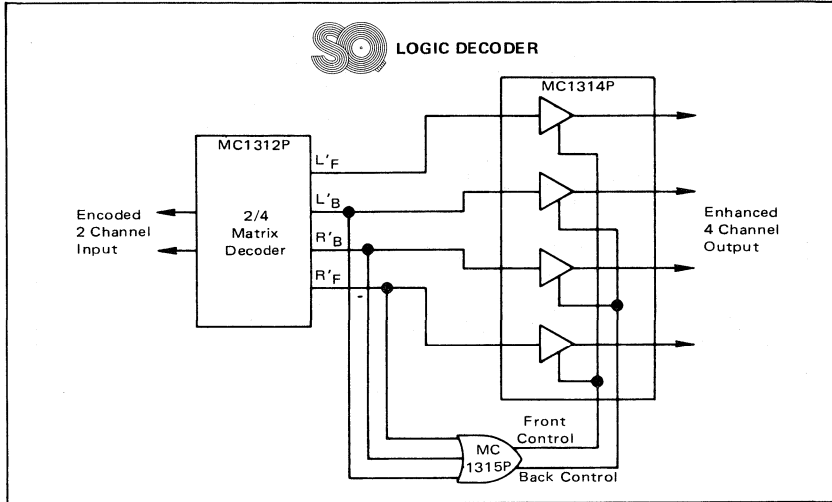 SQ LOGIC DECODER
MC1314P
MC1312P
L'F
L'B
2/4
Matrix
Decoder
R'B
R'F
Encoded
2 Channel
Input
Enhanced
4 Channel
Output
Front
Control
MC
1315P
Back Control